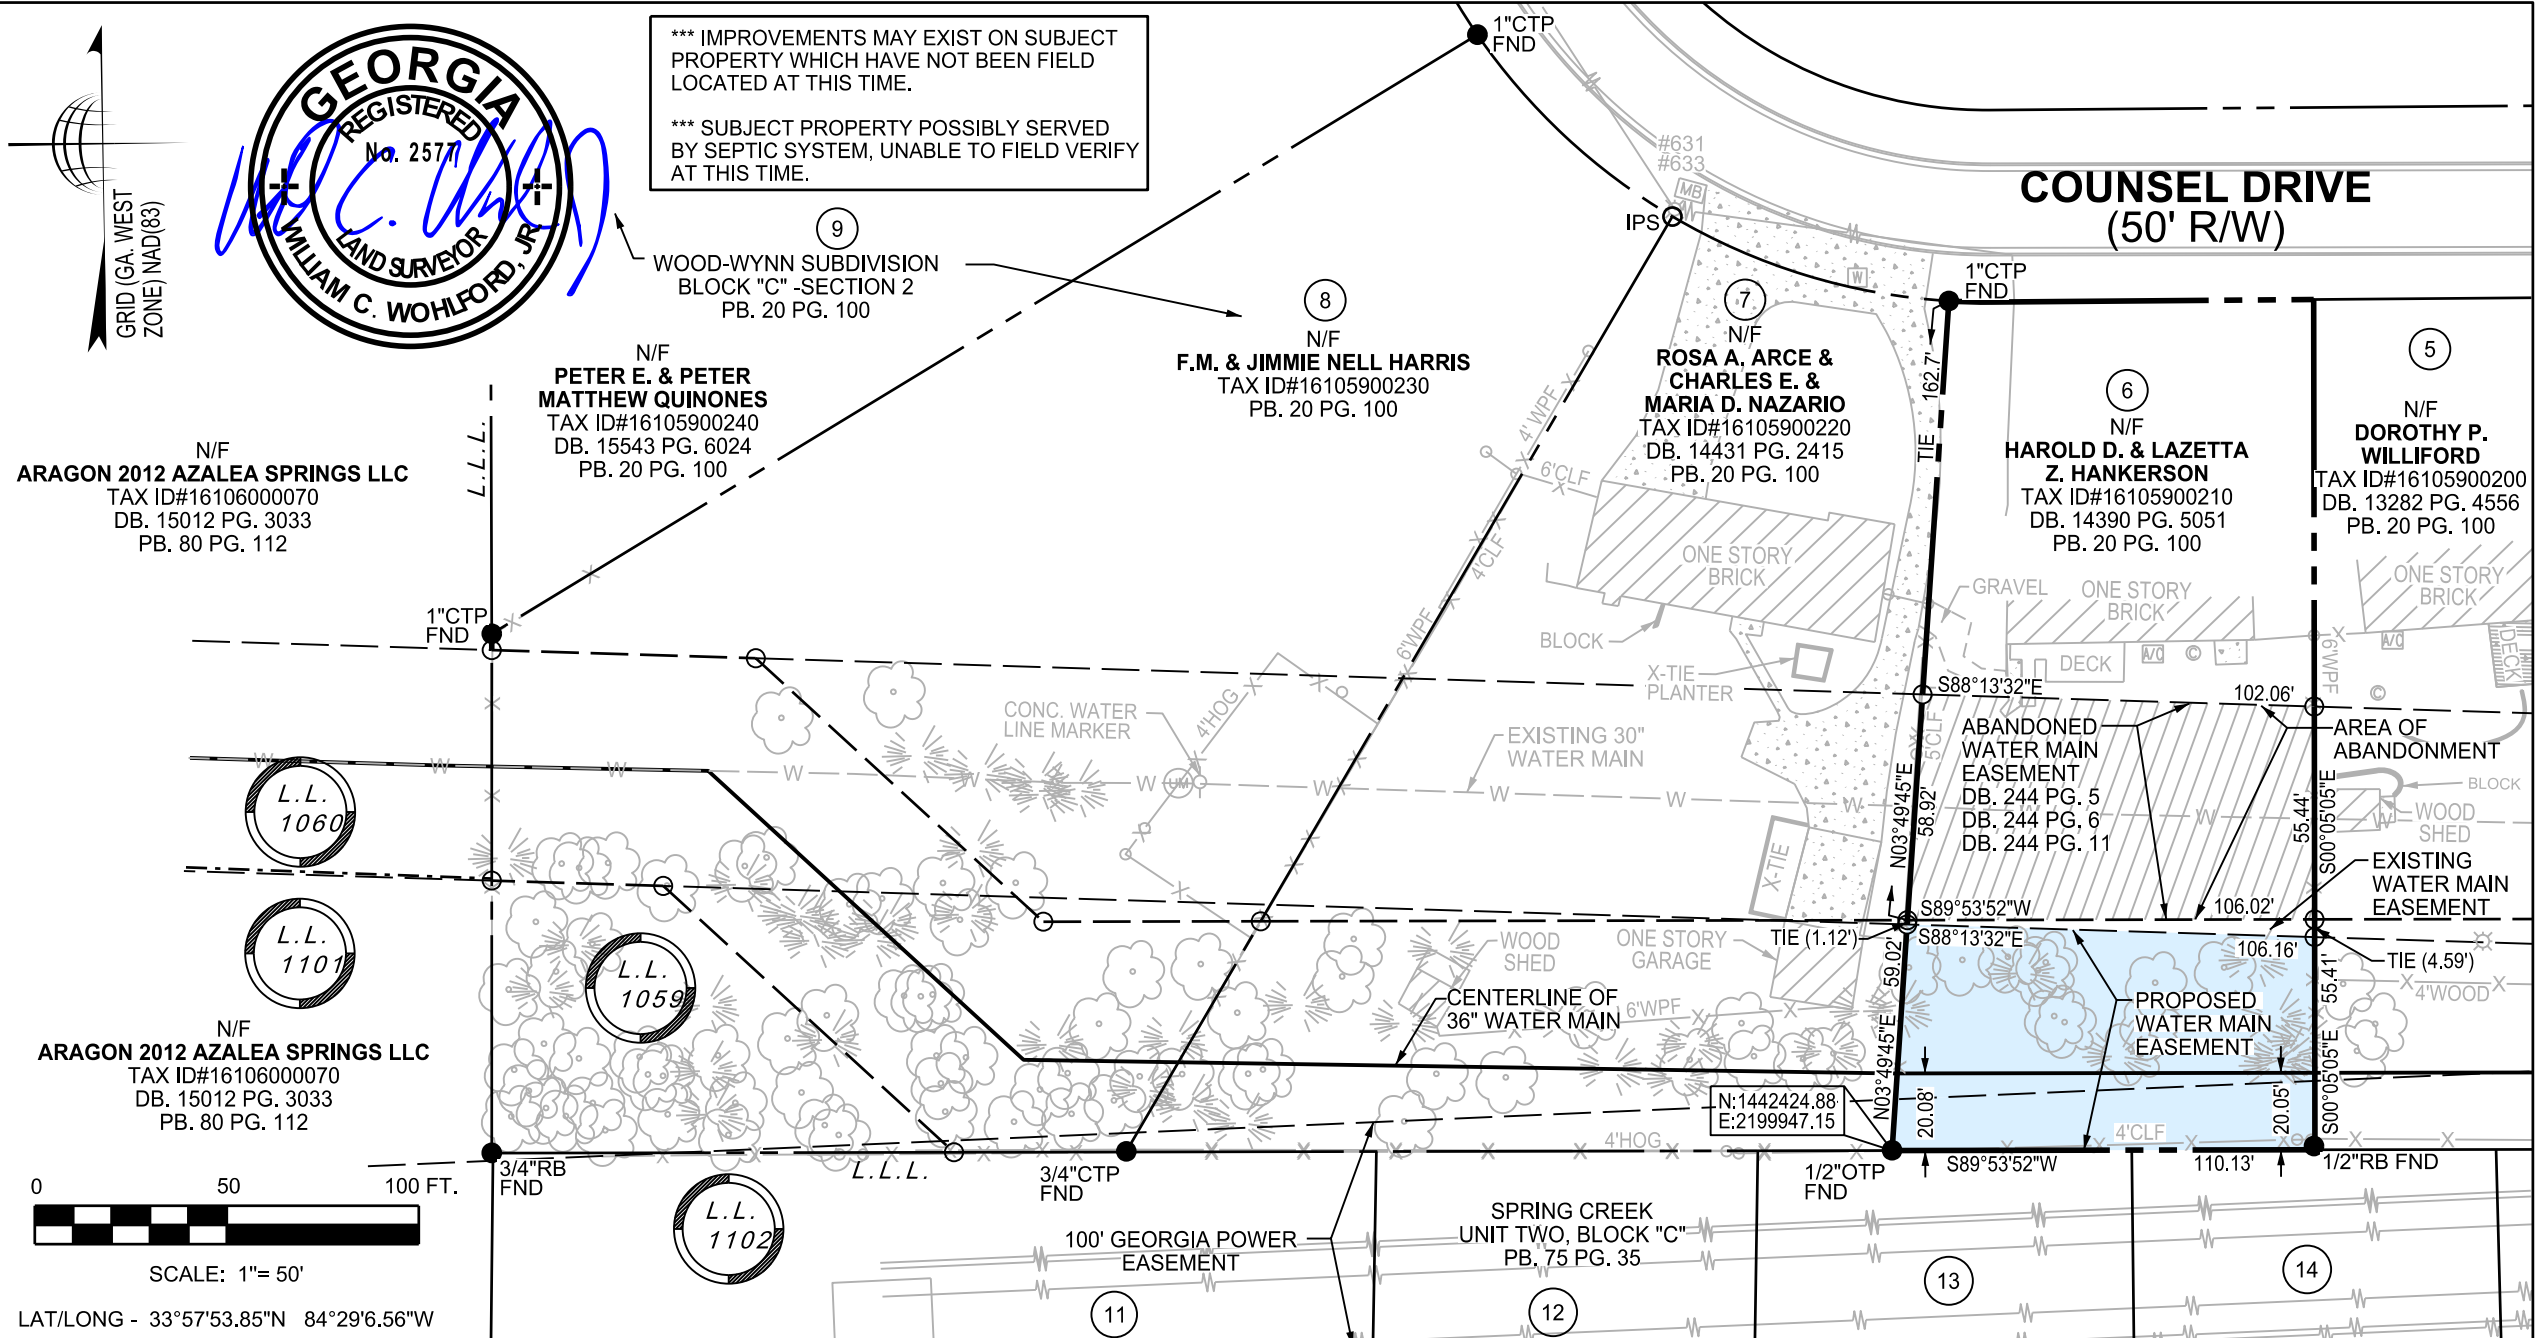 *** IMPROVEMENTS MAY EXIST ON SUBJECT
PROPERTY WHICH HAVE NOT BEEN FIELD
LOCATED AT THIS TIME.
*** SUBJECT PROPERTY POSSIBLY SERVED
BY SEPTIC SYSTEM, UNABLE TO FIELD VERIFY
AT THIS TIME.
GEORGIA
REGISTERED
No. 2577
LAND SURVEYOR
WILLIAM C. WOHLFORD, JR.
GRID (GA. WEST
ZONE) NAD(83)
1"CTP
FND
#631
#633
MB
IPS
COUNSEL DRIVE
(50' R/W)
W
1"CTP
FND
9
WOOD-WYNN SUBDIVISION
BLOCK "C" -SECTION 2
PB. 20 PG. 100
N/F
PETER E. & PETER
MATTHEW QUINONES
TAX ID#16105900240
DB. 15543 PG. 6024
PB. 20 PG. 100
8
N/F
F.M. & JIMMIE NELL HARRIS
TAX ID#16105900230
PB. 20 PG. 100
7
N/F
ROSA A. ARCE &
CHARLES E. &
MARIA D. NAZARIO
TAX ID#16105900220
DB. 14431 PG. 2415
PB. 20 PG. 100
162.7'
TIE
6
N/F
HAROLD D. & LAZETTA
Z. HANKERSON
TAX ID#16105900210
DB. 14390 PG. 5051
PB. 20 PG. 100
5
N/F
DOROTHY P.
WILLIFORD
TAX ID#16105900200
DB. 13282 PG. 4556
PB. 20 PG. 100
N/F
ARAGON 2012 AZALEA SPRINGS LLC
TAX ID#16106000070
DB. 15012 PG. 3033
PB. 80 PG. 112
L.L.L.
4'WPF
6'CLF
4'CLF
6'WPF
ONE STORY
BRICK
GRAVEL
ONE STORY
BRICK
ONE STORY
BRICK
BLOCK
DECK
A/C
C
A/C
DECK
6'WPF
C
1"CTP
FND
X-TIE
PLANTER
4'HOG
CONC. WATER
LINE MARKER
EXISTING 30"
WATER MAIN
S88°13'32"E
102.06'
5'CLF
ABANDONED
WATER MAIN
EASEMENT
DB. 244 PG. 5
DB. 244 PG. 6
DB. 244 PG. 11
AREA OF
ABANDONMENT
BLOCK
WOOD
SHED
W W W W W W W W W W W W
UM
L.L.
1060
X-TIE
N03°49'45"E
58.92'
55.44'
S00°05'05"E
EXISTING
WATER MAIN
EASEMENT
S89°53'52"W
106.02'
L.L.
1101
L.L.
1059
WOOD
SHED
ONE STORY
GARAGE
TIE (1.12')
S88°13'32"E
106.16'
TIE (4.59')
4'WOOD
CENTERLINE OF
36" WATER MAIN
6'WPF
N03°49'45"E
59.02'
PROPOSED
WATER MAIN
EASEMENT
55.41'
S00°05'05"E
N/F
ARAGON 2012 AZALEA SPRINGS LLC
TAX ID#16106000070
DB. 15012 PG. 3033
PB. 80 PG. 112
N:1442424.88
E:2199947.15
20.08'
20.05'
4'HOG
4'CLF
3/4"RB
FND
L.L.L.
3/4"CTP
FND
1/2"OTP
FND
S89°53'52"W
110.13'
1/2"RB FND
0 50 100 FT.
SCALE: 1"= 50'
LAT/LONG - 33°57'53.85"N 84°29'6.56"W
L.L.
1102
100' GEORGIA POWER
EASEMENT
SPRING CREEK
UNIT TWO, BLOCK "C"
PB. 75 PG. 35
11
12
13
14